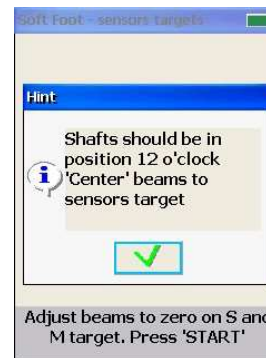 Soft Foot - sensors targets
Hint
Shafts should be in
position 12 o'clock
'Center' beams to
sensors target
Adjust beams to zero on S and
M target. Press 'START'